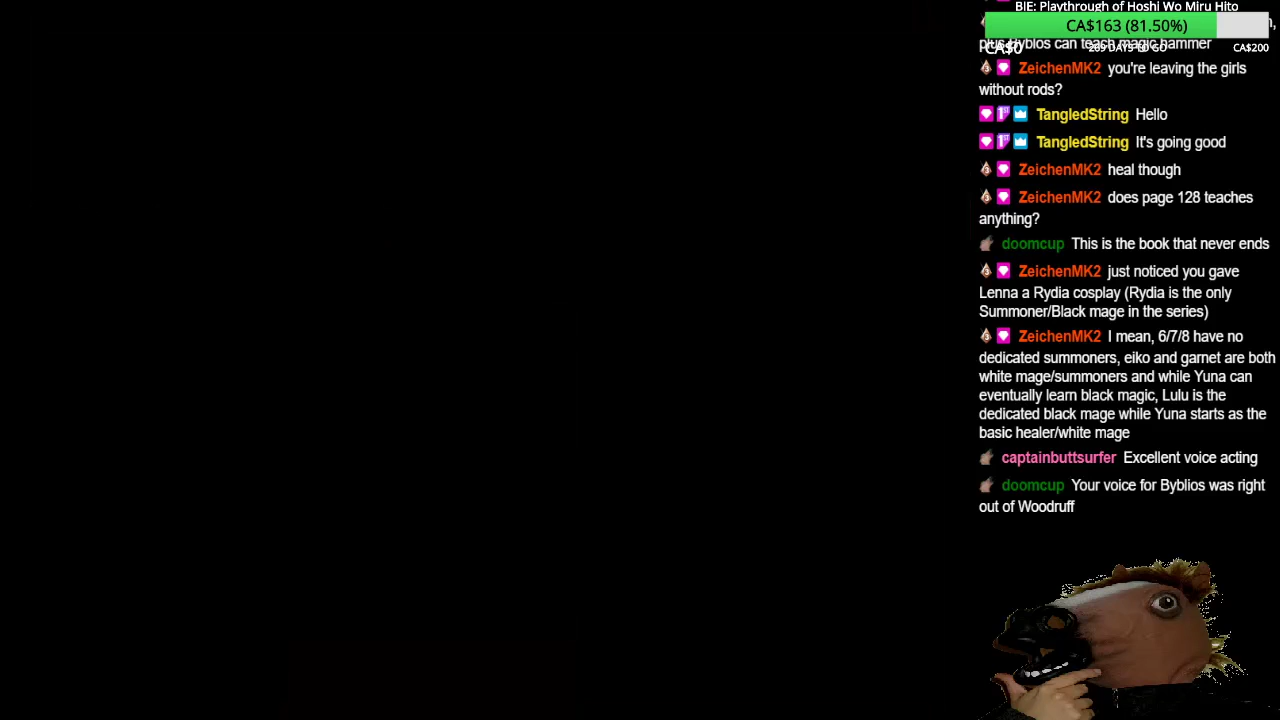 BIE: Playthrough of Hoshi Wo Miru Hito
CA$163 (81.50%)
plus Byblos can teach magic hammer
CA$0
CA$200
ZeichenMK2 you're leaving the girls
without rods?
TangledString Hello
TangledString It's going good
ZeichenMK2 heal though
ZeichenMK2 does page 128 teaches
anything?
doomcup This is the book that never ends
ZeichenMK2 just noticed you gave
Lenna a Rydia cosplay (Rydia is the only
Summoner/Black mage in the series)
ZeichenMK2 I mean, 6/7/8 have no
dedicated summoners, eiko and garnet are both
white mage/summoners and while Yuna can
eventually learn black magic, Lulu is the
dedicated black mage while Yuna starts as the
basic healer/white mage
captainbuttsurfer Excellent voice acting
doomcup Your voice for Byblios was right
out of Woodruff